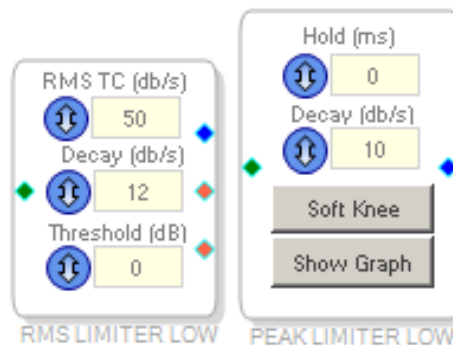 RMS TC (db/s)
50
Decay (db/s)
12
Threshold (dB)
0
RMS LIMITER LOW
Hold (ms)
0
Decay (db/s)
10
Soft Knee
Show Graph
PEAK LIMITER LOW